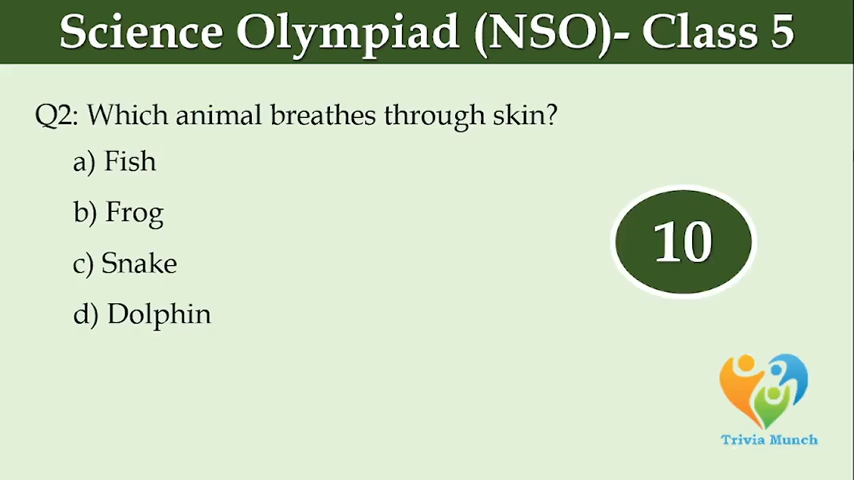 Science Olympiad (NSO)- Class 5
Q2: Which animal breathes through skin?
a) Fish
b) Frog
c) Snake
d) Dolphin
10
Trivia Munch